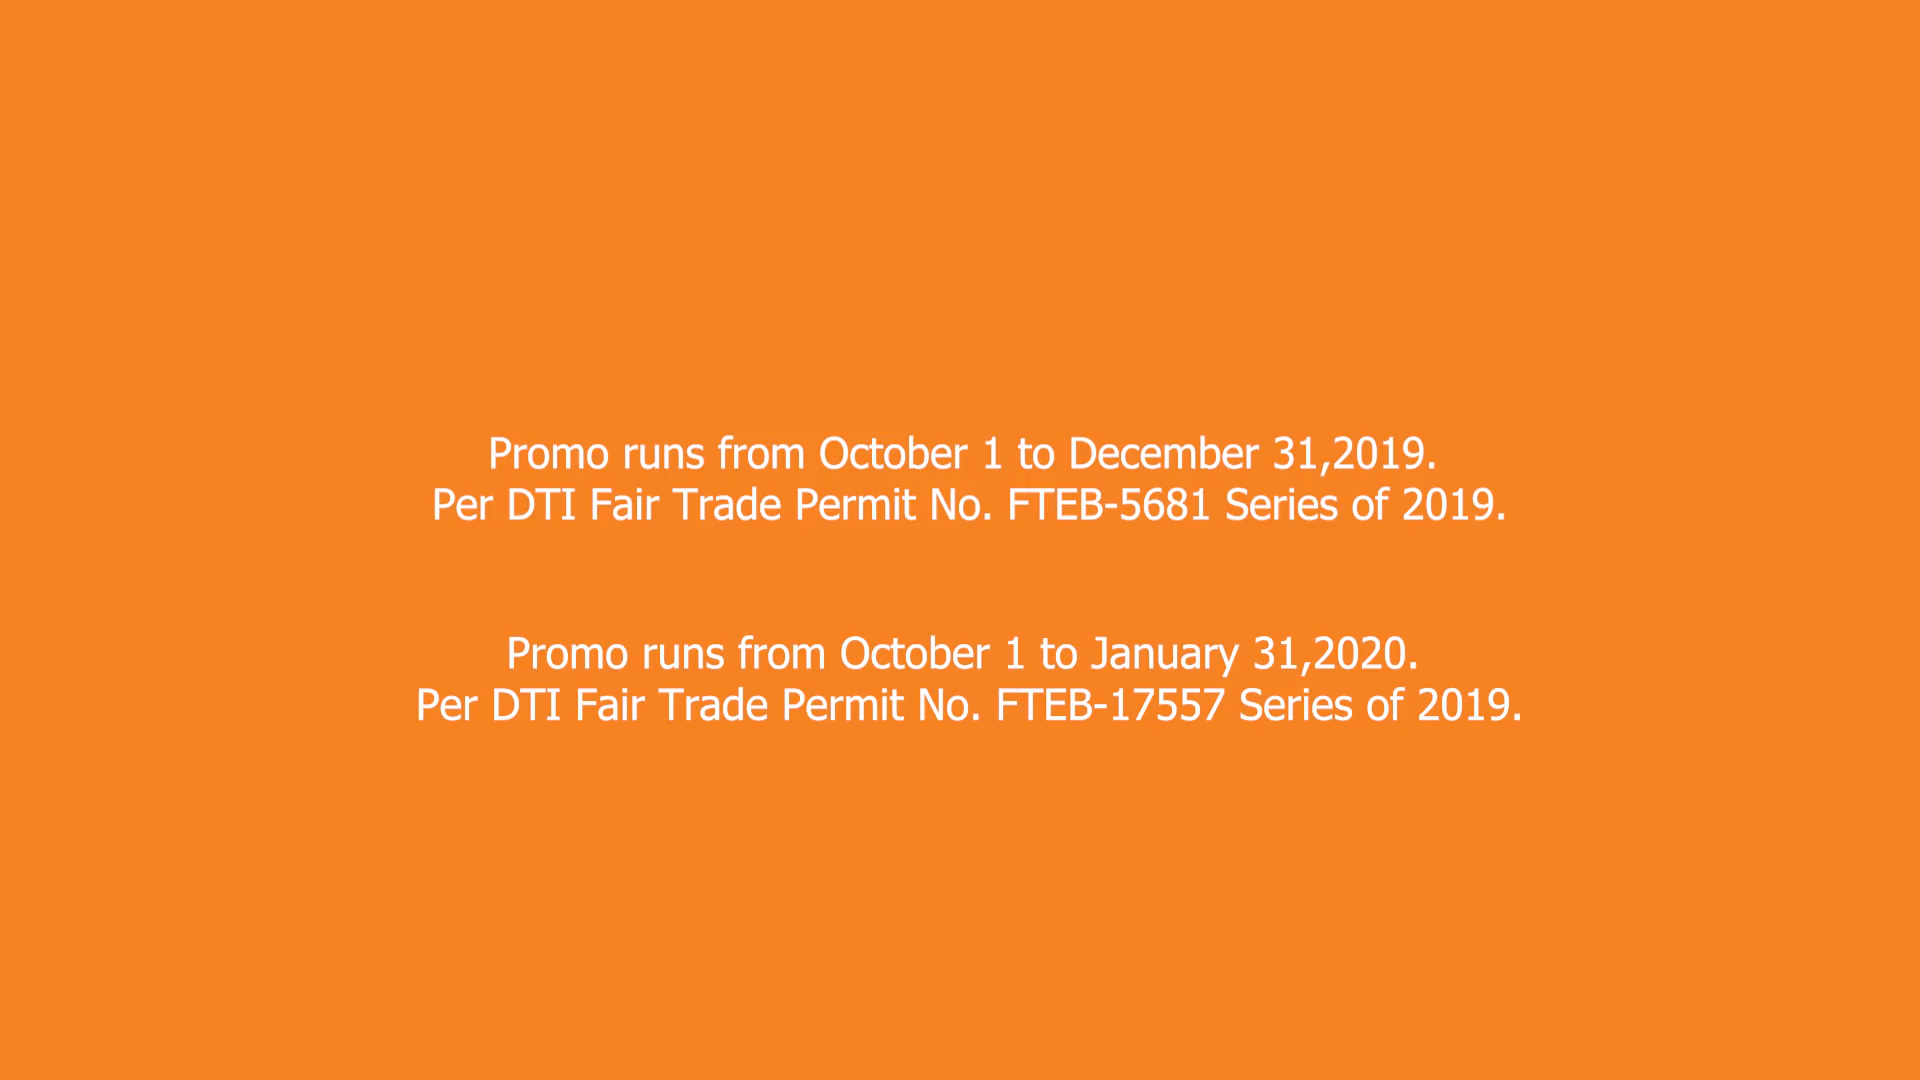 Promo runs from October 1 to December 31,2019.
Per DTI Fair Trade Permit No. FTEB-5681 Series of 2019.
Promo runs from October 1 to January 31,2020.
Per DTI Fair Trade Permit No. FTEB-17557 Series of 2019.